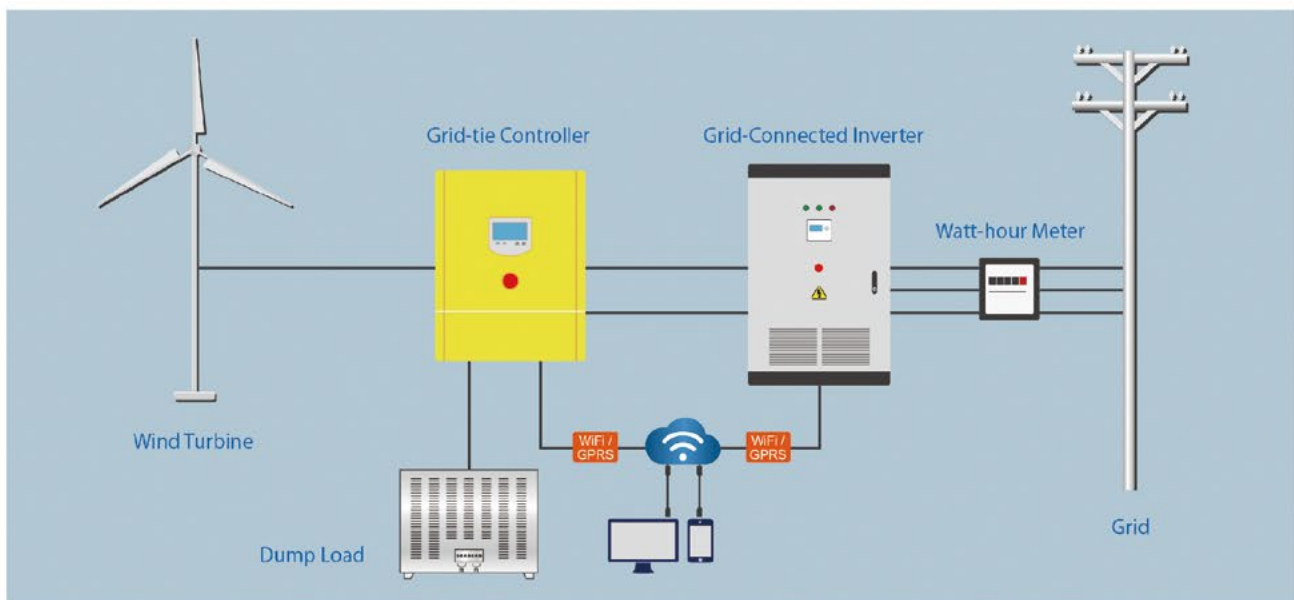 Grid-tie Controller
Grid-Connected Inverter
Watt-hour Meter
Wind Turbine
WiFi /
GPRS
WiFi /
GPRS
Dump Load
Grid